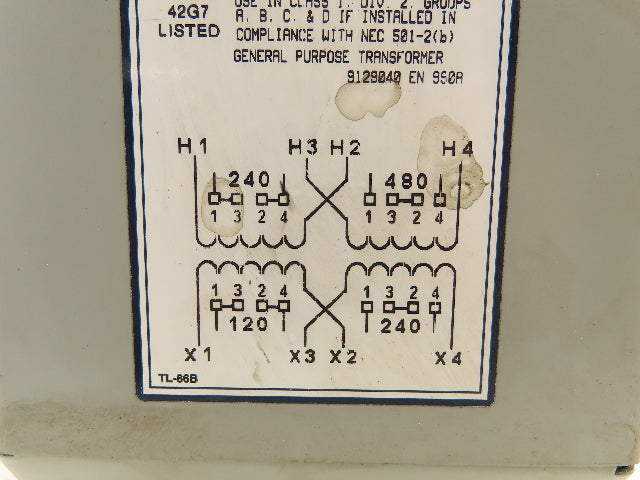 USE IN CLASS 1, DIV. 2, GROUPS
42G7 A, B, C, & D IF INSTALLED IN
LISTED COMPLIANCE WITH NEC 501-2(b)
GENERAL PURPOSE TRANSFORMER
9129040 EN 950A
H1 H3 H2 H4
240 480
1 3 2 4 1 3 2 4
1 3 2 4 1 3 2 4
120 240
X1 X3 X2 X4
TL-66B